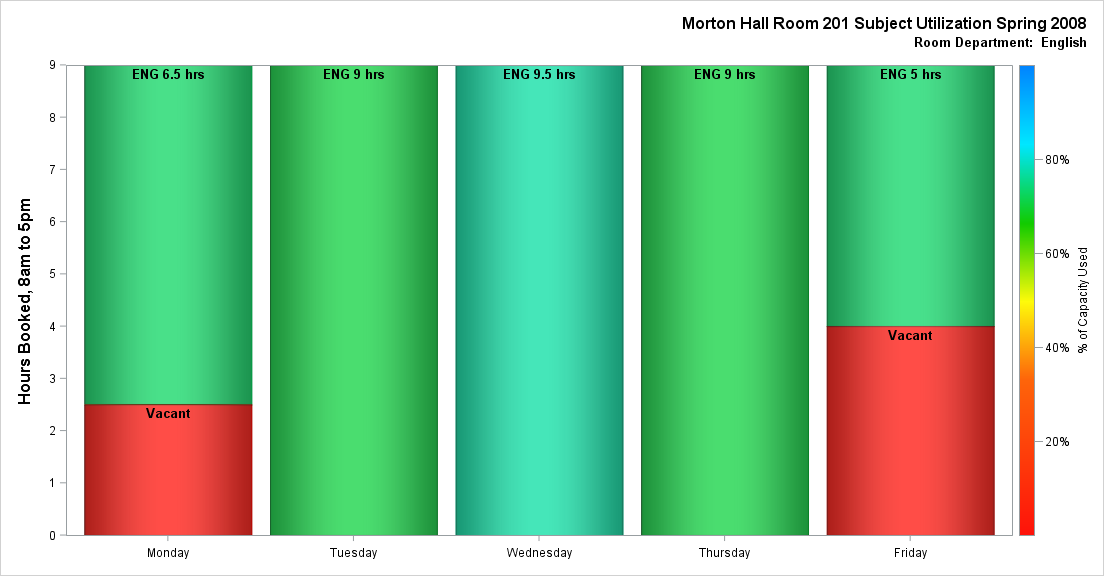 Morton Hall Room 201 Subject Utilization Spring 2008
Room Department:  English
Hours Booked, 8am to 5pm
9
8
7
6
5
4
3
2
1
0
ENG 6.5 hrs
Vacant
ENG 9 hrs
ENG 9.5 hrs
ENG 9 hrs
ENG 5 hrs
Vacant
Monday
Tuesday
Wednesday
Thursday
Friday
80%
60%
40%
20%
% of Capacity Used